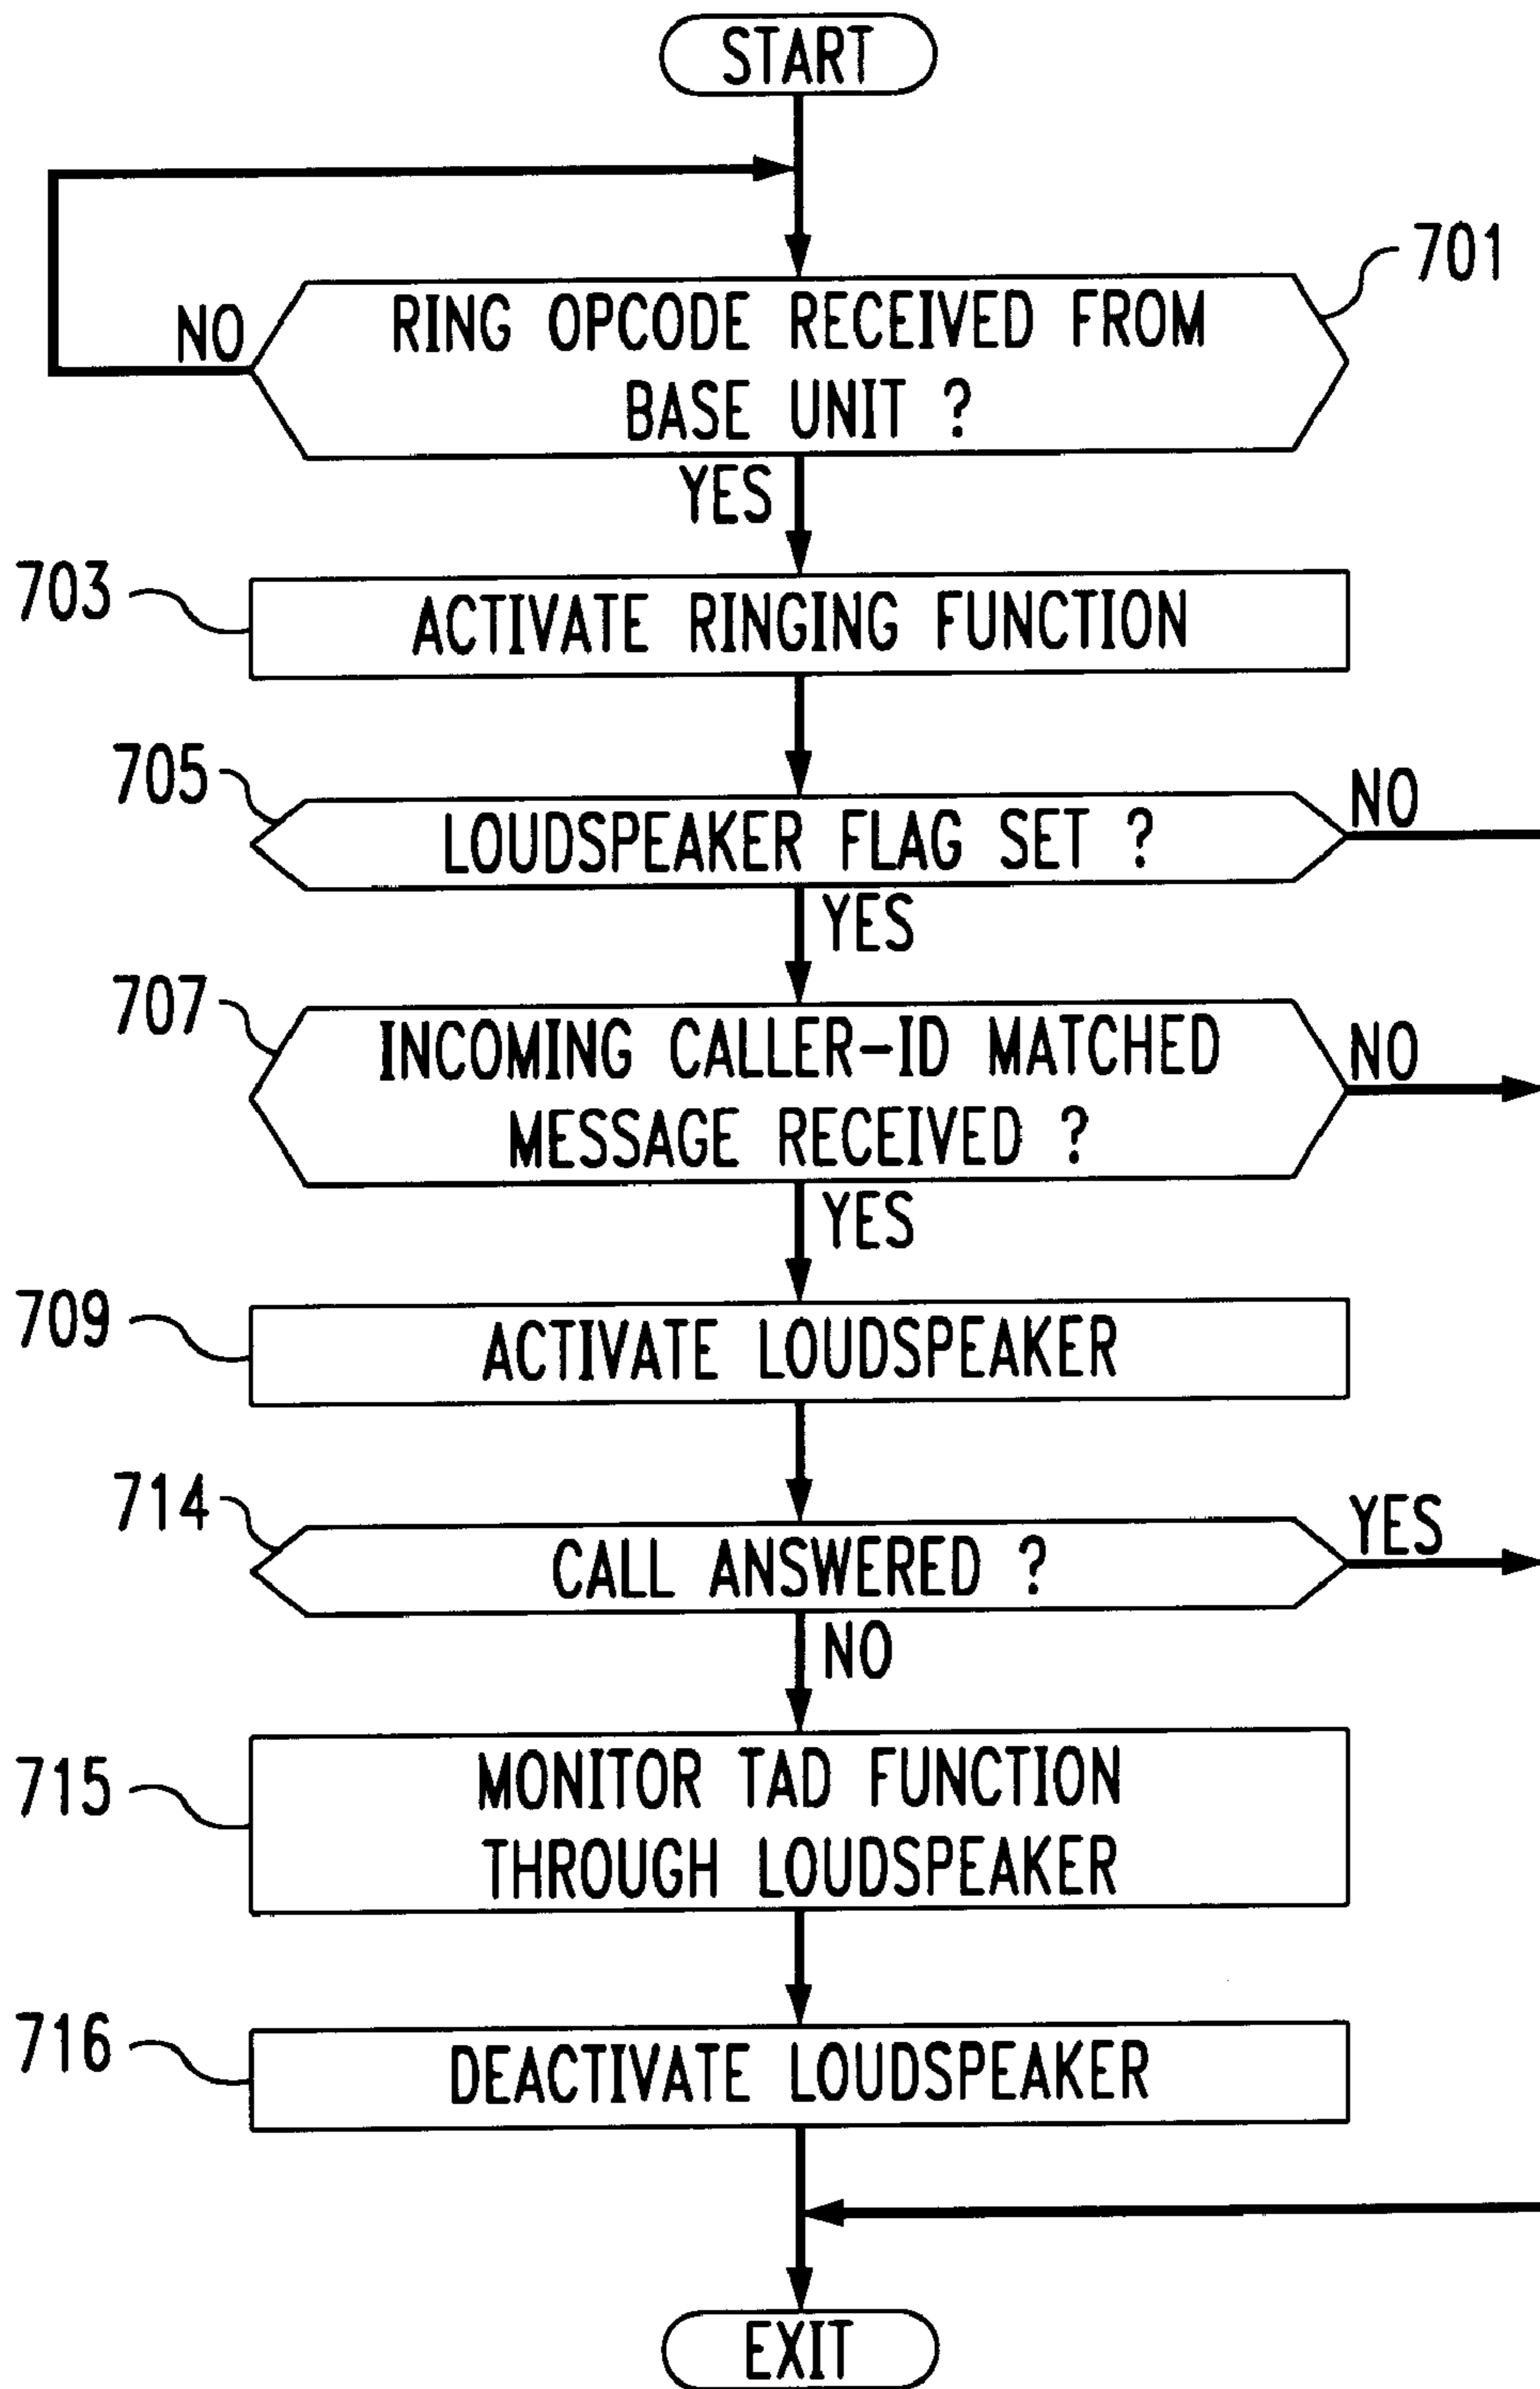 START
701
NO
RING OPCODE RECEIVED FROM
BASE UNIT ?
YES
703
ACTIVATE RINGING FUNCTION
705
LOUDSPEAKER FLAG SET ?
NO
YES
707
INCOMING CALLER-ID MATCHED
MESSAGE RECEIVED ?
NO
YES
709
ACTIVATE LOUDSPEAKER
714
CALL ANSWERED ?
YES
NO
715
MONITOR TAD FUNCTION
THROUGH LOUDSPEAKER
716
DEACTIVATE LOUDSPEAKER
EXIT